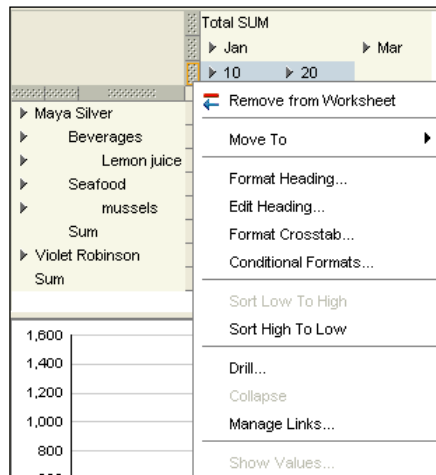 Total SUM
Jan Mar
10 20
Maya Silver
Beverages
Lemon juice
Seafood
mussels
Sum
Violet Robinson
Sum
Remove from Worksheet
Move To
Format Heading...
Edit Heading...
Format Crosstab...
Conditional Formats...
Sort Low To High
Sort High To Low
Drill...
Collapse
Manage Links...
Show Values...
1,600
1,400
1,200
1,000
800